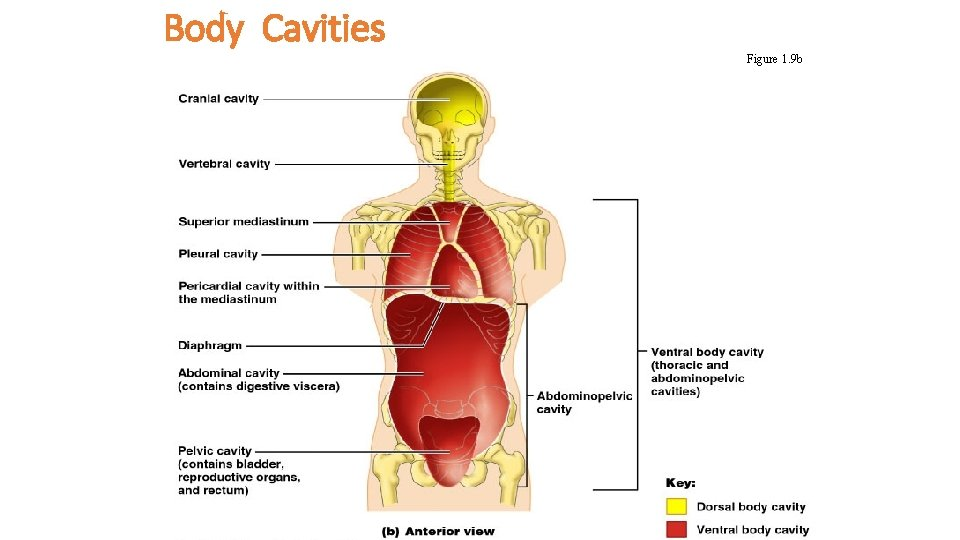 Body Cavities
Figure 1. 9 b
Cranial cavity
Vertebral cavity
Superior mediastinum
Pleural cavity
Pericardial cavity within
the mediastinum
Diaphragm
Abdominal cavity
(contains digestive viscera)
Pelvic cavity
(contains bladder,
reproductive organs,
and rectum)
Abdominopelvic
cavity
Ventral body cavity
(thoracic and
abdominopelvic
cavities)
Key:
Dorsal body cavity
Ventral body cavity
(b) Anterior view